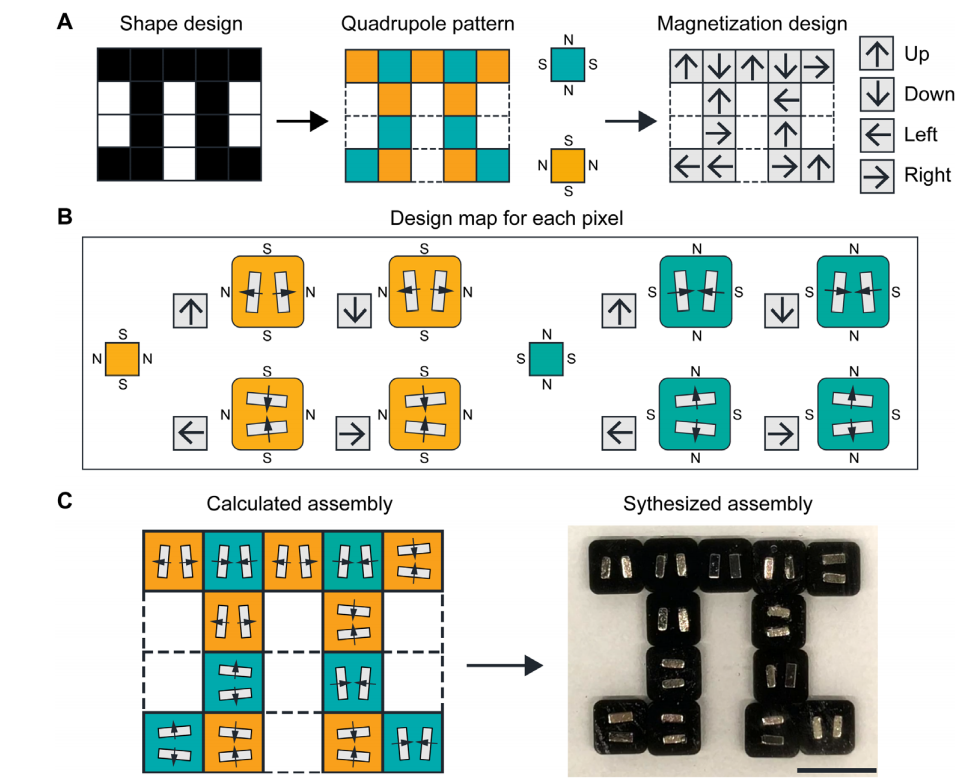 A
Shape design
Quadrupole pattern
Magnetization design
N
S S
N
S
N N
S
Up
Down
Left
Right
B
Design map for each pixel
S
N
S
S
N
S
N
S
N
S
N
S
N
S
S
N
S
N
S
N
S
N
S
N
S
N
S
N
S
N
S
N
S
N
S
N
S
N
S
N
C
Calculated assembly
Sythesized assembly